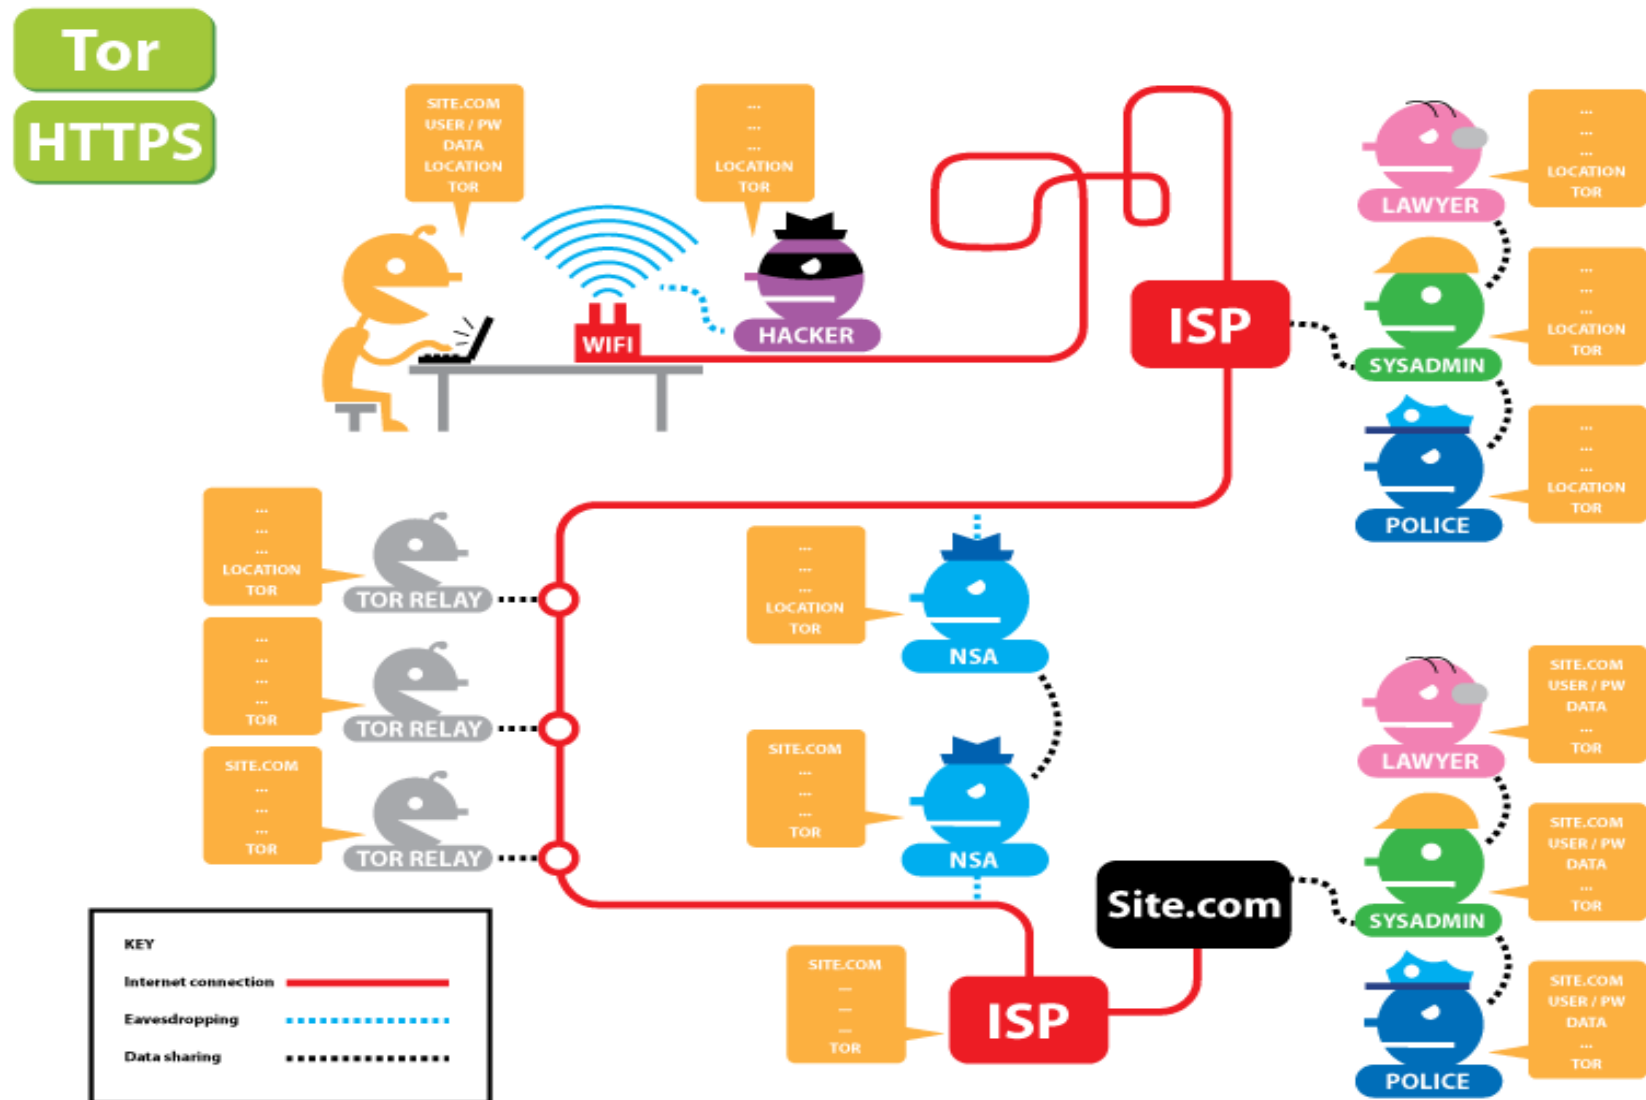 Tor
HTTPS
SITE.COM
USER / PW
DATA
LOCATION
TOR
...
...
...
LOCATION
TOR
WIFI
HACKER
ISP
...
...
...
LOCATION
TOR
LAWYER
...
...
...
LOCATION
TOR
SYSADMIN
...
...
...
LOCATION
TOR
POLICE
...
...
...
LOCATION
TOR
TOR RELAY
...
...
...
...
TOR
TOR RELAY
SITE.COM
...
...
...
TOR
TOR RELAY
...
...
...
LOCATION
TOR
NSA
SITE.COM
...
...
...
TOR
NSA
SITE.COM
USER / PW
DATA
...
TOR
LAWYER
SITE.COM
USER / PW
DATA
...
TOR
SYSADMIN
SITE.COM
USER / PW
DATA
...
TOR
POLICE
Site.com
SITE.COM
...
...
...
TOR
ISP
KEY
Internet connection
Eavesdropping
Data sharing